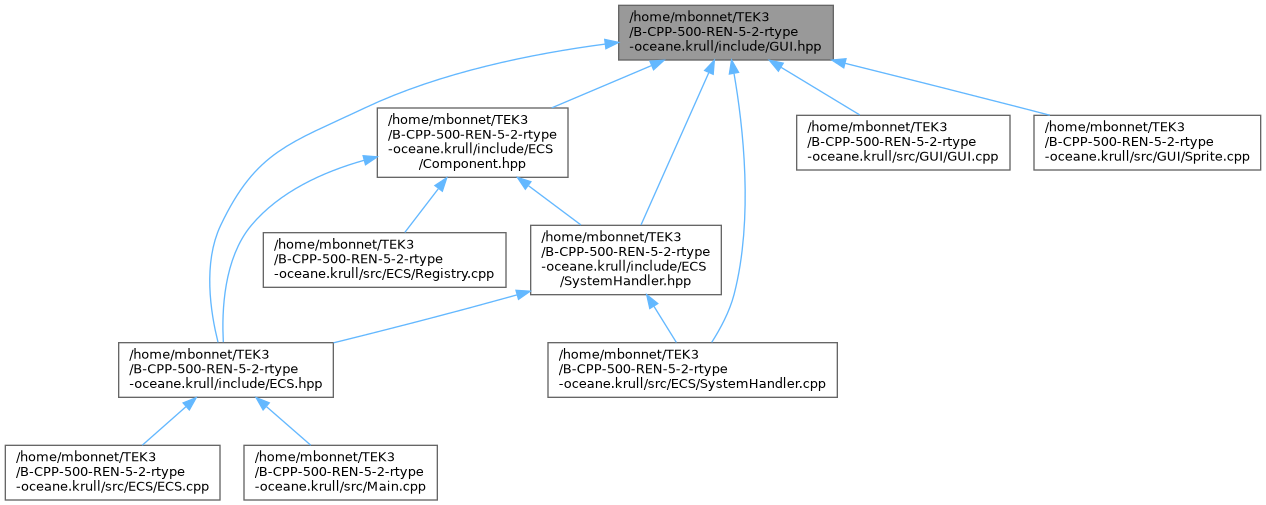 /home/mbonnet/TEK3
/B-CPP-500-REN-5-2-rtype
-oceane.krull/include/GUI.hpp
/home/mbonnet/TEK3
/B-CPP-500-REN-5-2-rtype
-oceane.krull/include/ECS
/Component.hpp
/home/mbonnet/TEK3
/B-CPP-500-REN-5-2-rtype
-oceane.krull/src/GUI/GUI.cpp
/home/mbonnet/TEK3
/B-CPP-500-REN-5-2-rtype
-oceane.krull/src/GUI/Sprite.cpp
/home/mbonnet/TEK3
/B-CPP-500-REN-5-2-rtype
-oceane.krull/src/ECS/Registry.cpp
/home/mbonnet/TEK3
/B-CPP-500-REN-5-2-rtype
-oceane.krull/include/ECS
/SystemHandler.hpp
/home/mbonnet/TEK3
/B-CPP-500-REN-5-2-rtype
-oceane.krull/include/ECS.hpp
/home/mbonnet/TEK3
/B-CPP-500-REN-5-2-rtype
-oceane.krull/src/ECS/SystemHandler.cpp
/home/mbonnet/TEK3
/B-CPP-500-REN-5-2-rtype
-oceane.krull/src/ECS/ECS.cpp
/home/mbonnet/TEK3
/B-CPP-500-REN-5-2-rtype
-oceane.krull/src/Main.cpp